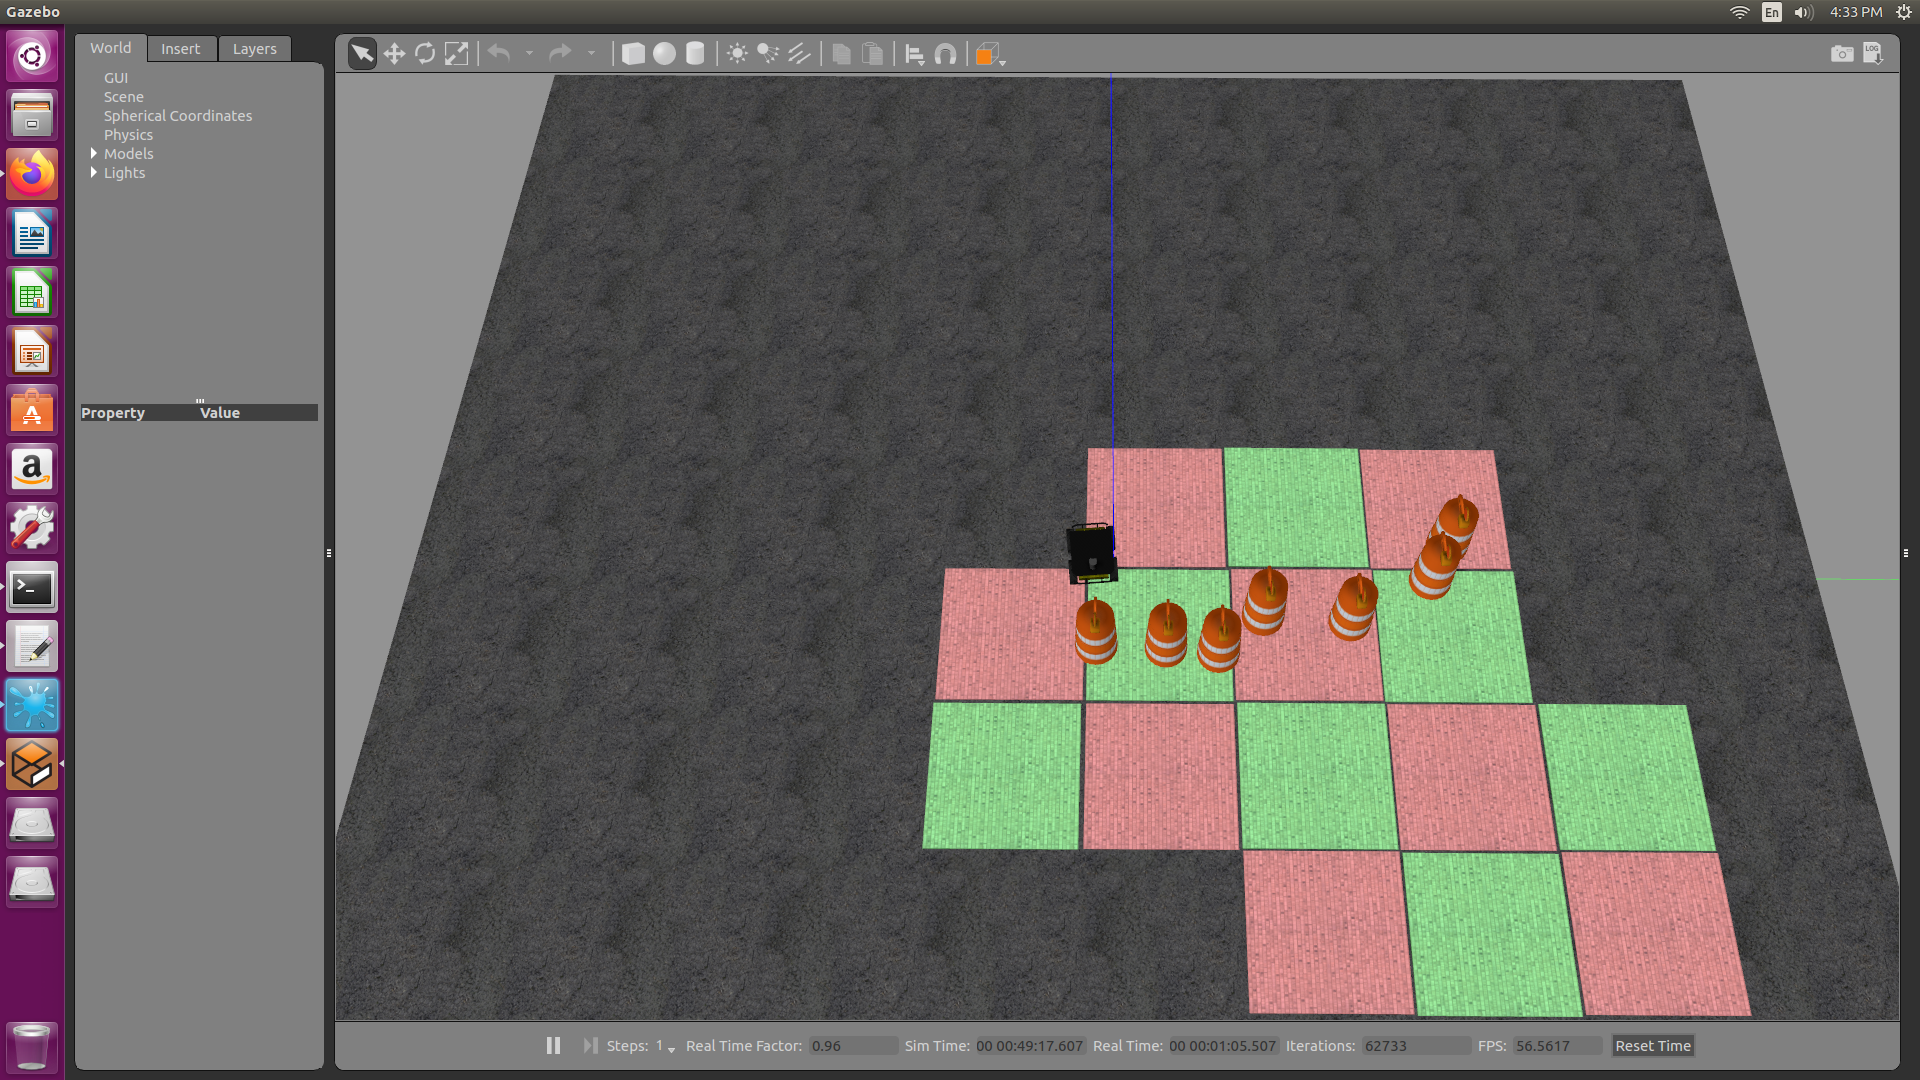 Gazebo
En
4:33 PM
World
Insert
Layers
LOG
GUI
Scene
Spherical Coordinates
Physics
Models
Lights
Property
Value
Steps: 1
Real Time Factor: 0.96
Sim Time: 00 00:49:17.607
Real Time: 00 00:01:05.507
Iterations: 62733
FPS: 56.5617
Reset Time